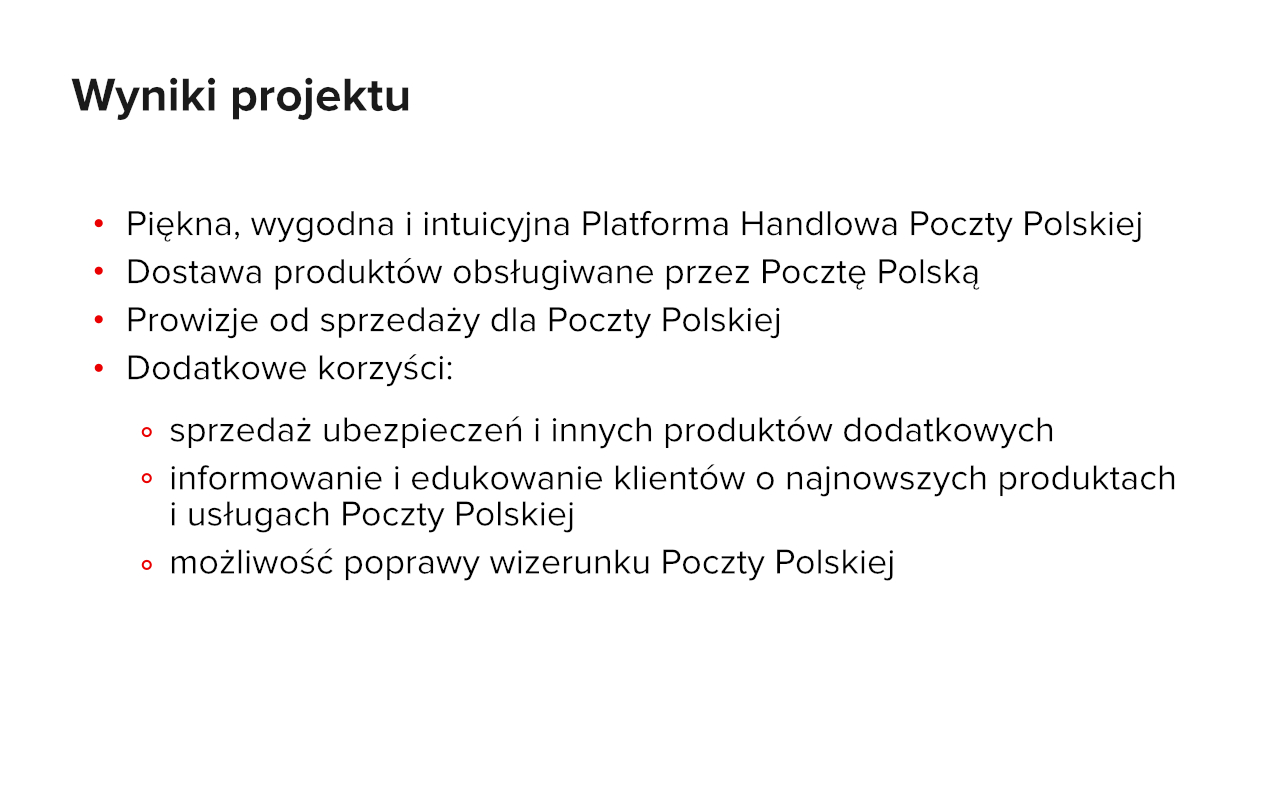 Wyniki projektu
• Piękna, wygodna i intuicyjna Platforma Handlowa Poczty Polskiej
• Dostawa produktów obsługiwane przez Pocztę Polską
• Prowizje od sprzedaży dla Poczty Polskiej
• Dodatkowe korzyści:
∘ sprzedaż ubezpieczeń i innych produktów dodatkowych
∘ informowanie i edukowanie klientów o najnowszych produktach
i usługach Poczty Polskiej
∘ możliwość poprawy wizerunku Poczty Polskiej